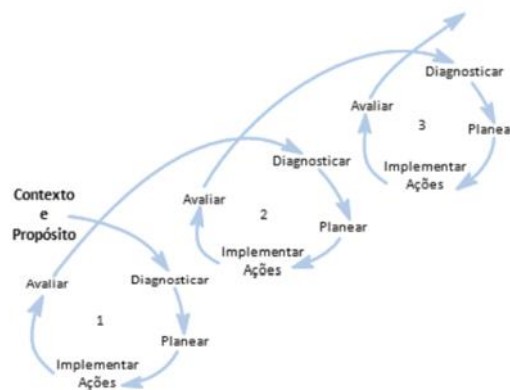 Contexto
e
Propósito
Diagnosticar
Planear
Implementar
Ações
Avaliar
1
Diagnosticar
Planear
Implementar
Ações
Avaliar
2
Diagnosticar
Planea
Implementar
Ações
Avaliar
3